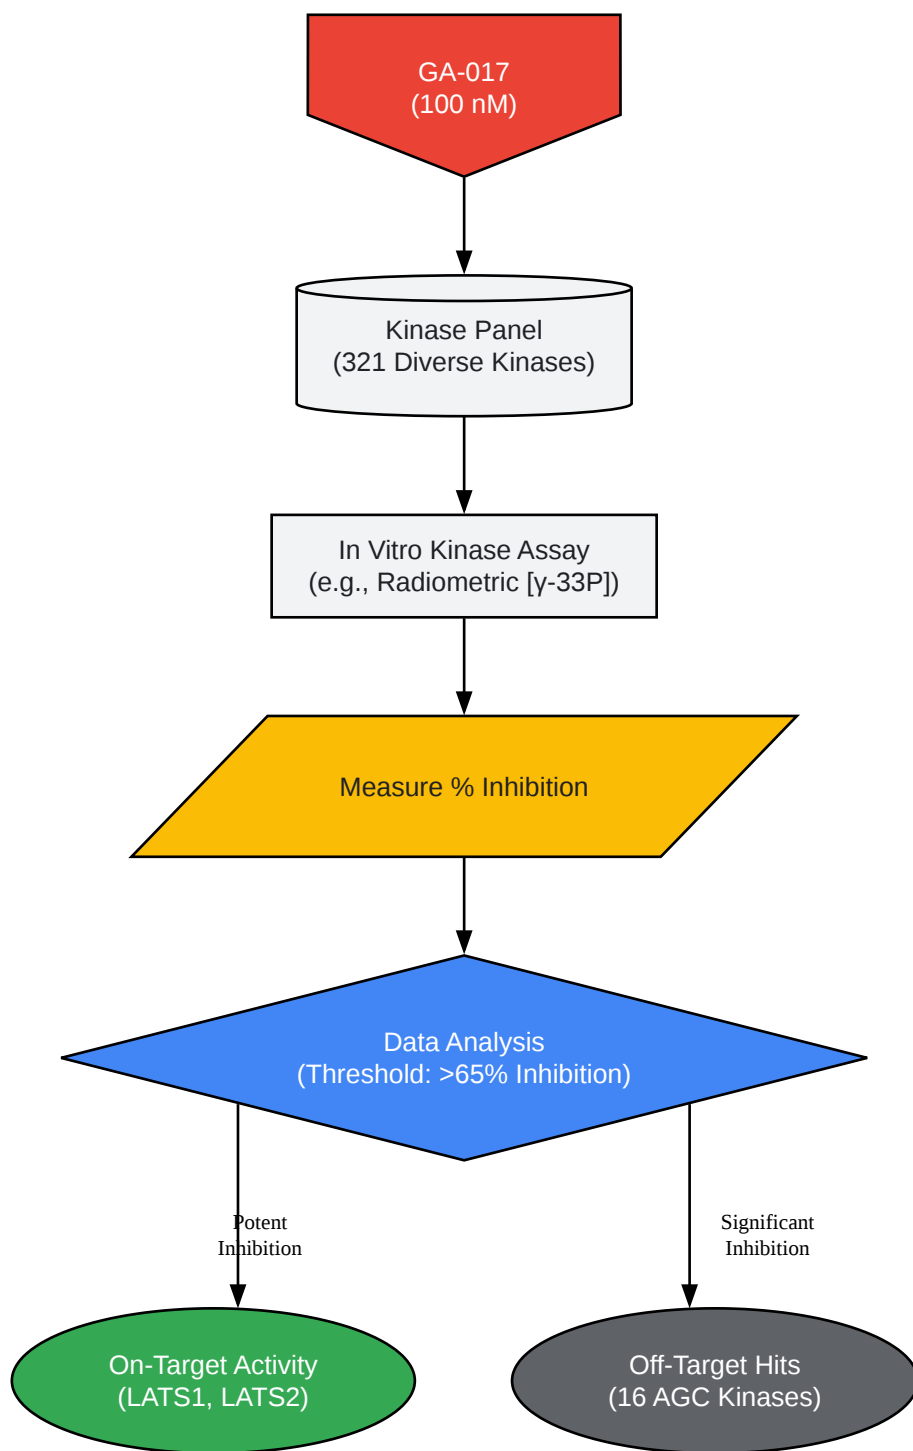 GA-017
(100 nM)
Kinase Panel
(321 Diverse Kinases)
In Vitro Kinase Assay
(e.g., Radiometric [γ-33P])
Measure % Inhibition
Data Analysis
(Threshold: >65% Inhibition)
Potent
Inhibition
Significant
Inhibition
On-Target Activity
(LATS1, LATS2)
Off-Target Hits
(16 AGC Kinases)